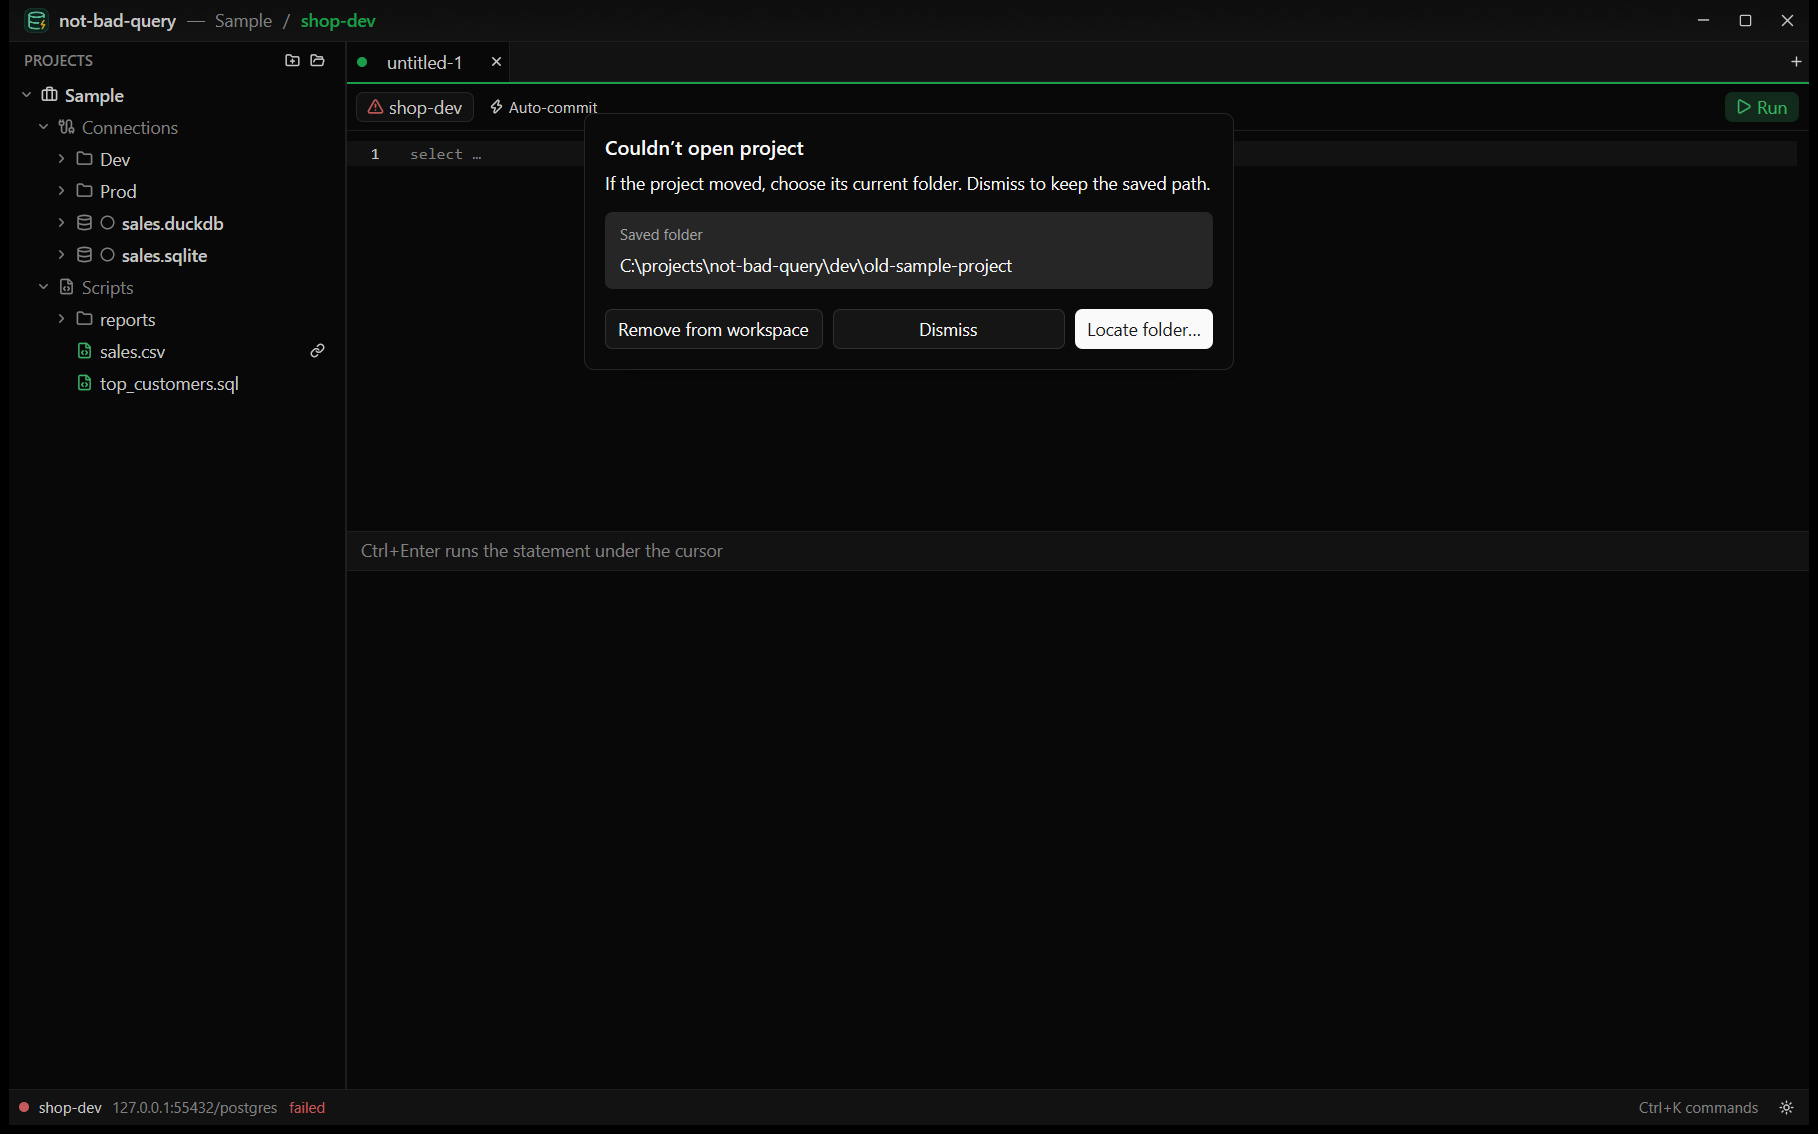 not-bad-query — Sample / shop-dev
PROJECTS
Sample
Connections
Dev
Prod
sales.duckdb
sales.sqlite
Scripts
reports
sales.csv
top_customers.sql
untitled-1
shop-dev
Auto-commit
Run
1 select …
Couldn't open project
If the project moved, choose its current folder. Dismiss to keep the saved path.
Saved folder
C:\projects\not-bad-query\dev\old-sample-project
Remove from workspace
Dismiss
Locate folder...
Ctrl+Enter runs the statement under the cursor
shop-dev 127.0.0.1:55432/postgres failed
Ctrl+K commands